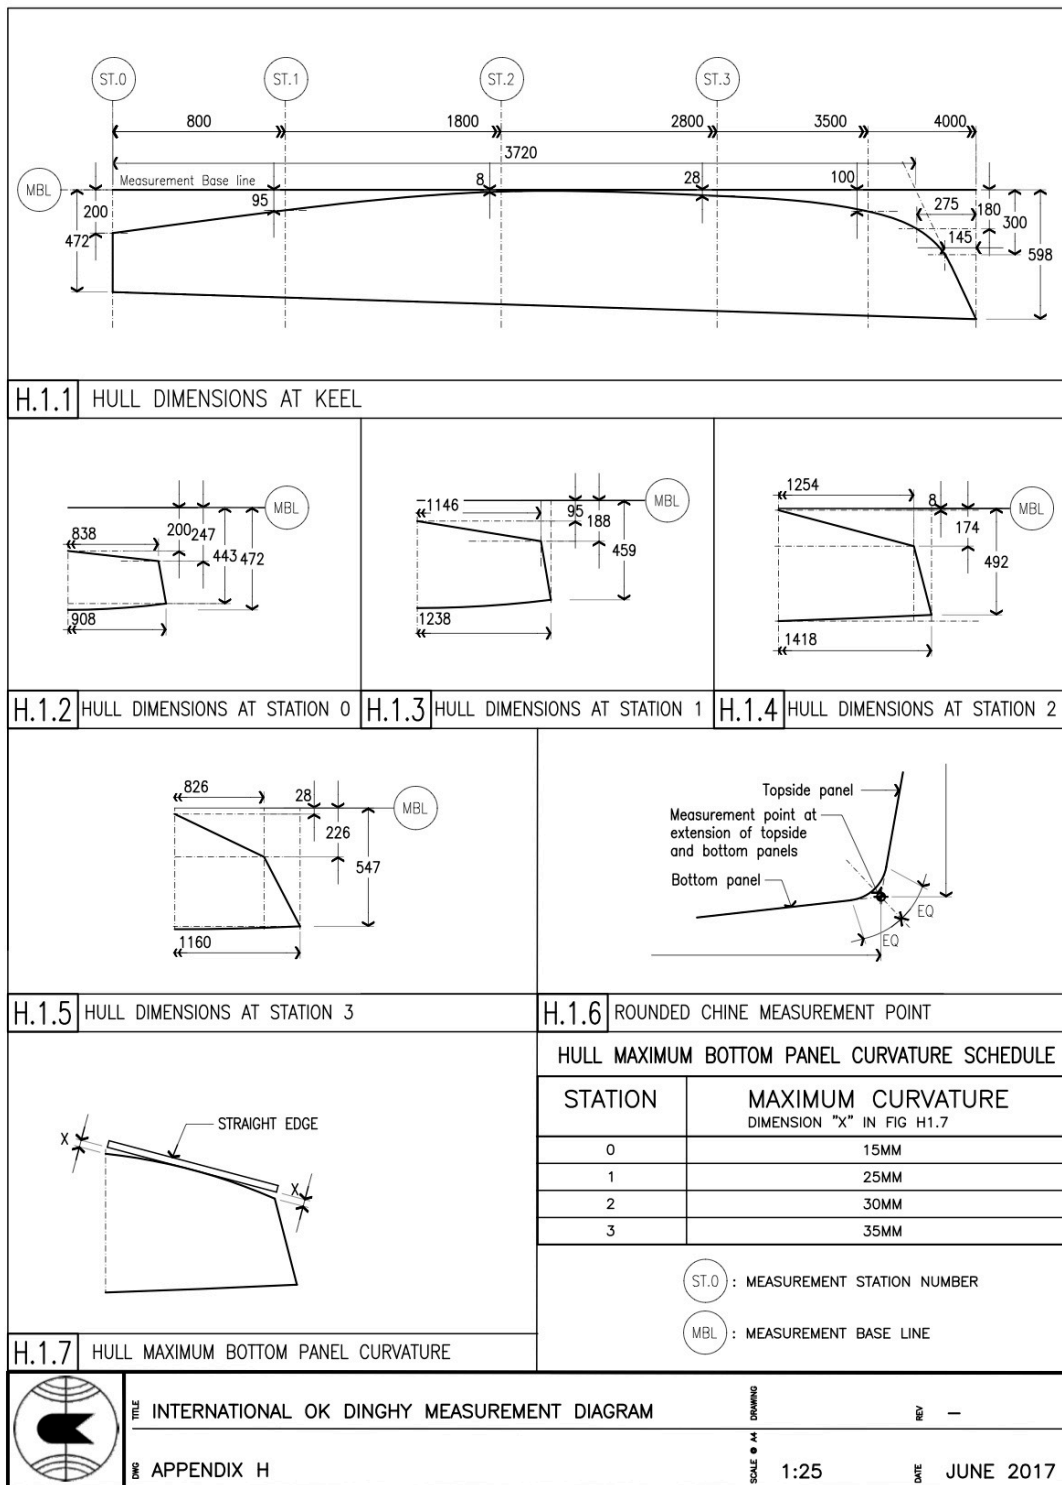 ST.0 ST.1 ST.2 ST.3
800 1800 2800 3500 4000
3720
MBL Measurement Base line 8 28 100
200 95 275 180 300
472 145 598
H.1.1 HULL DIMENSIONS AT KEEL
MBL
838 200 247 443 472
908
H.1.2 HULL DIMENSIONS AT STATION 0
MBL
1146 95 188 459
1238
H.1.3 HULL DIMENSIONS AT STATION 1
1254 8 MBL
174 492
1418
H.1.4 HULL DIMENSIONS AT STATION 2
826 28 MBL
226 547
1160
H.1.5 HULL DIMENSIONS AT STATION 3
Topside panel
Measurement point at
extension of topside
and bottom panels
Bottom panel
EQ
EQ
H.1.6 ROUNDED CHINE MEASUREMENT POINT
X STRAIGHT EDGE
X
H.1.7 HULL MAXIMUM BOTTOM PANEL CURVATURE
HULL MAXIMUM BOTTOM PANEL CURVATURE SCHEDULE
STATION MAXIMUM CURVATURE
DIMENSION "X" IN FIG H1.7
0 15MM
1 25MM
2 30MM
3 35MM
ST.0 : MEASUREMENT STATION NUMBER
MBL : MEASUREMENT BASE LINE
TITLE INTERNATIONAL OK DINGHY MEASUREMENT DIAGRAM DRAWING REV –
DWG APPENDIX H SCALE @ A4 1:25 DATE JUNE 2017